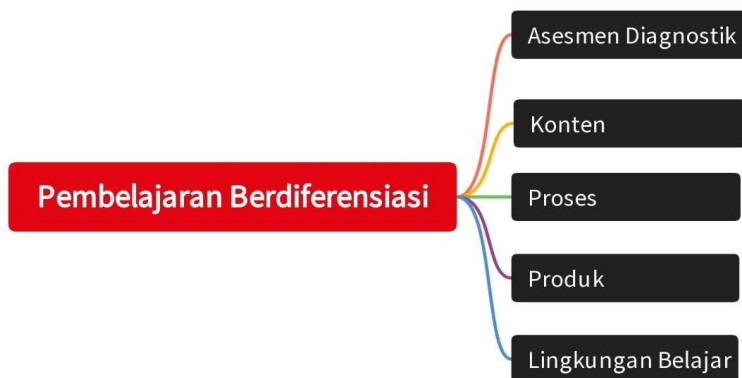 Pembelajaran Berdiferensiasi
Asesmen Diagnostik
Konten
Proses
Produk
Lingkungan Belajar